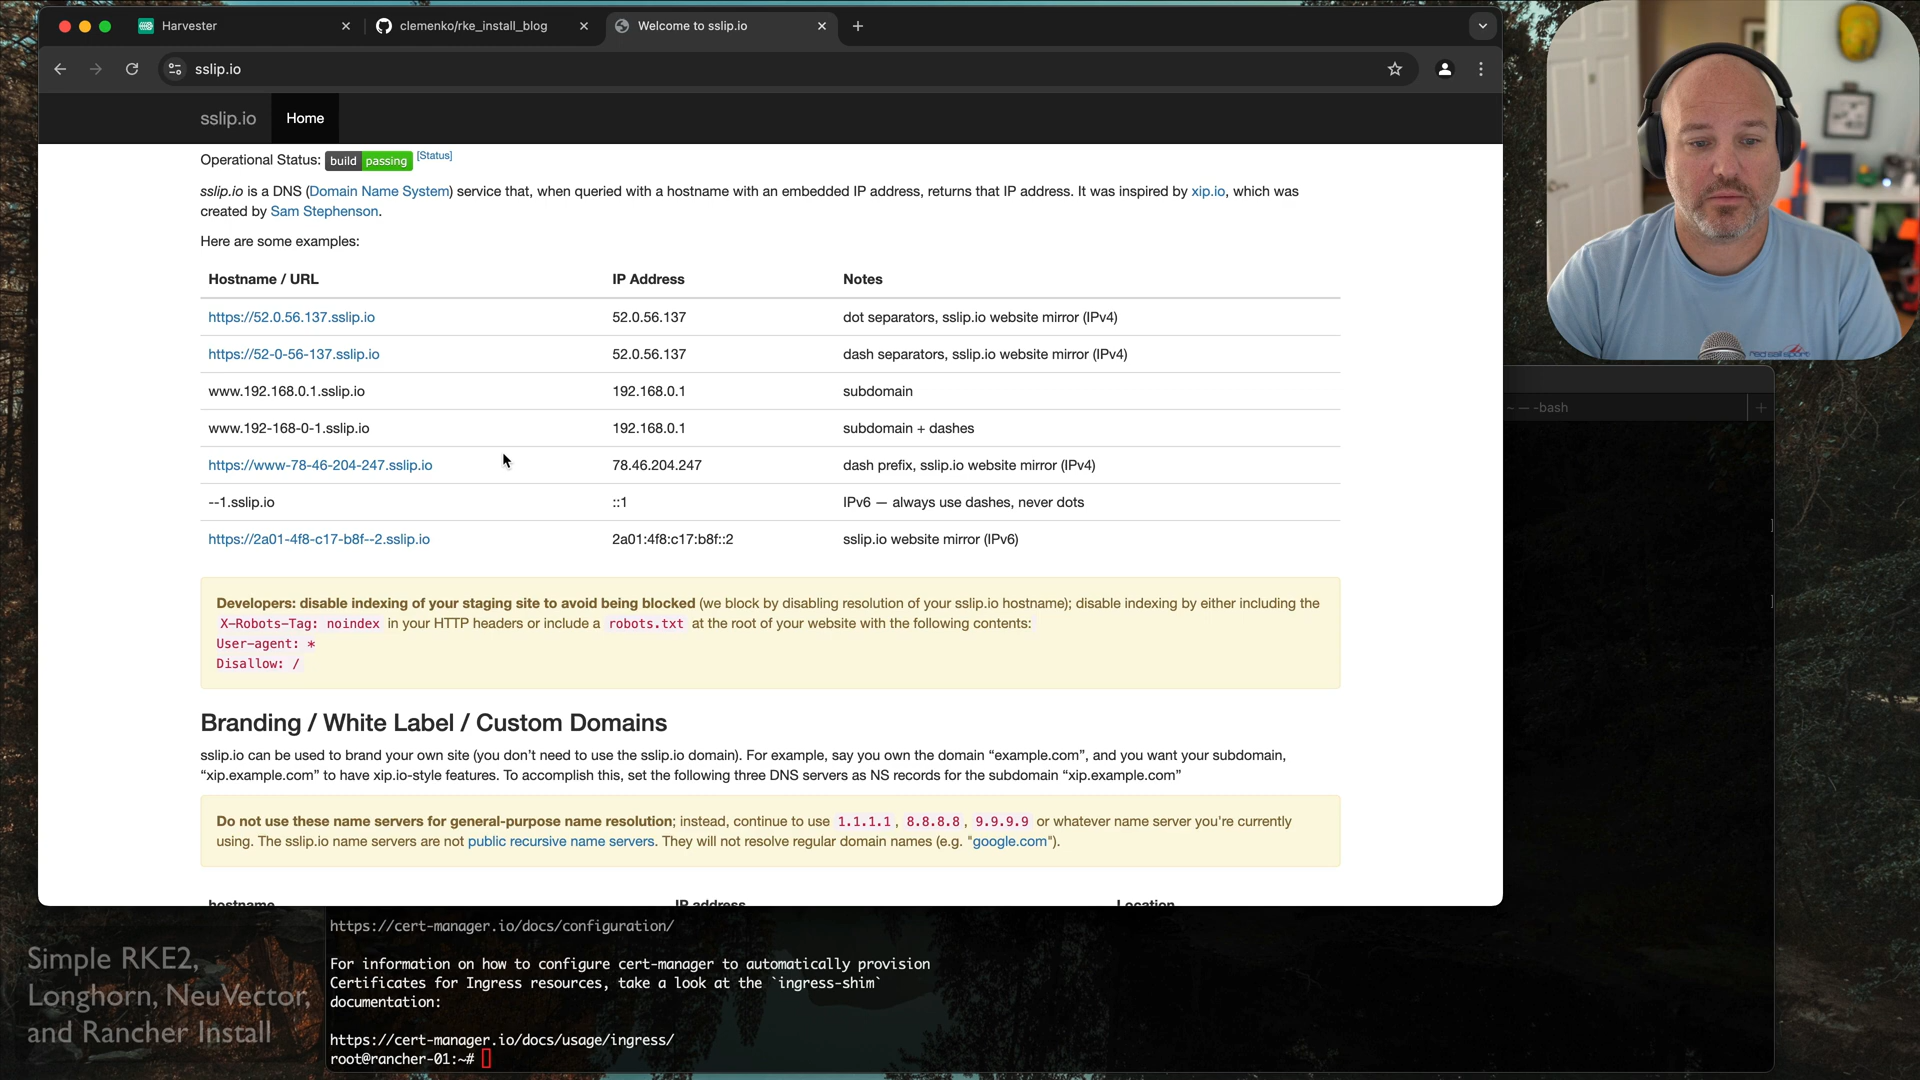 Harvester
clemenko/rke_install_blog
Welcome to sslip.io
sslip.io
sslip.io
Home
Operational Status: build passing [Status]
sslip.io is a DNS (Domain Name System) service that, when queried with a hostname with an embedded IP address, returns that IP address. It was inspired by xip.io, which was
created by Sam Stephenson.
Here are some examples:
Hostname / URL IP Address Notes
https://52.0.56.137.sslip.io 52.0.56.137 dot separators, sslip.io website mirror (IPv4)
https://52-0-56-137.sslip.io 52.0.56.137 dash separators, sslip.io website mirror (IPv4)
www.192.168.0.1.sslip.io 192.168.0.1 subdomain
www.192-168-0-1.sslip.io 192.168.0.1 subdomain + dashes
https://www-78-46-204-247.sslip.io 78.46.204.247 dash prefix, sslip.io website mirror (IPv4)
--1.sslip.io ::1 IPv6 — always use dashes, never dots
https://2a01-4f8-c17-b8f--2.sslip.io 2a01:4f8:c17:b8f::2 sslip.io website mirror (IPv6)
Developers: disable indexing of your staging site to avoid being blocked (we block by disabling resolution of your sslip.io hostname); disable indexing by either including the
X-Robots-Tag: noindex in your HTTP headers or include a robots.txt at the root of your website with the following contents:
User-agent: *
Disallow: /
Branding / White Label / Custom Domains
sslip.io can be used to brand your own site (you don’t need to use the sslip.io domain). For example, say you own the domain “example.com”, and you want your subdomain,
“xip.example.com” to have xip.io-style features. To accomplish this, set the following three DNS servers as NS records for the subdomain “xip.example.com”
Do not use these name servers for general-purpose name resolution; instead, continue to use 1.1.1.1, 8.8.8.8, 9.9.9.9 or whatever name server you're currently
using. The sslip.io name servers are not public recursive name servers. They will not resolve regular domain names (e.g. "google.com").
hostname IP address Location
red sail sport
~ — -bash
https://cert-manager.io/docs/configuration/
For information on how to configure cert-manager to automatically provision
Certificates for Ingress resources, take a look at the `ingress-shim`
documentation:
https://cert-manager.io/docs/usage/ingress/
root@rancher-01:~#
Simple RKE2,
Longhorn, NeuVector,
and Rancher Install